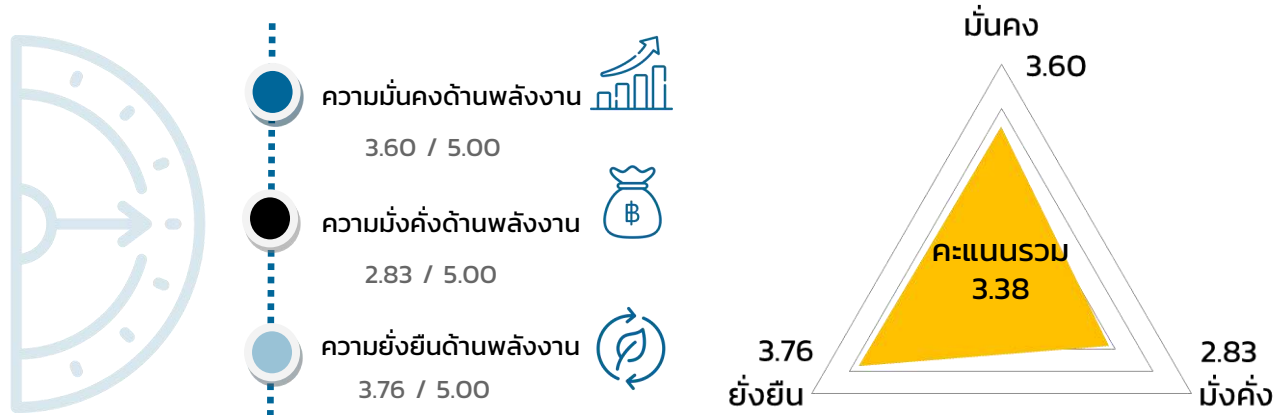 ความมั่นคงด้านพลังงาน
3.60 / 5.00
ความมั่งคั่งด้านพลังงาน
฿
2.83 / 5.00
ความยั่งยืนด้านพลังงาน
3.76 / 5.00
มั่นคง
3.60
คะแนนรวม
3.38
3.76
ยั่งยืน
2.83
มั่งคั่ง